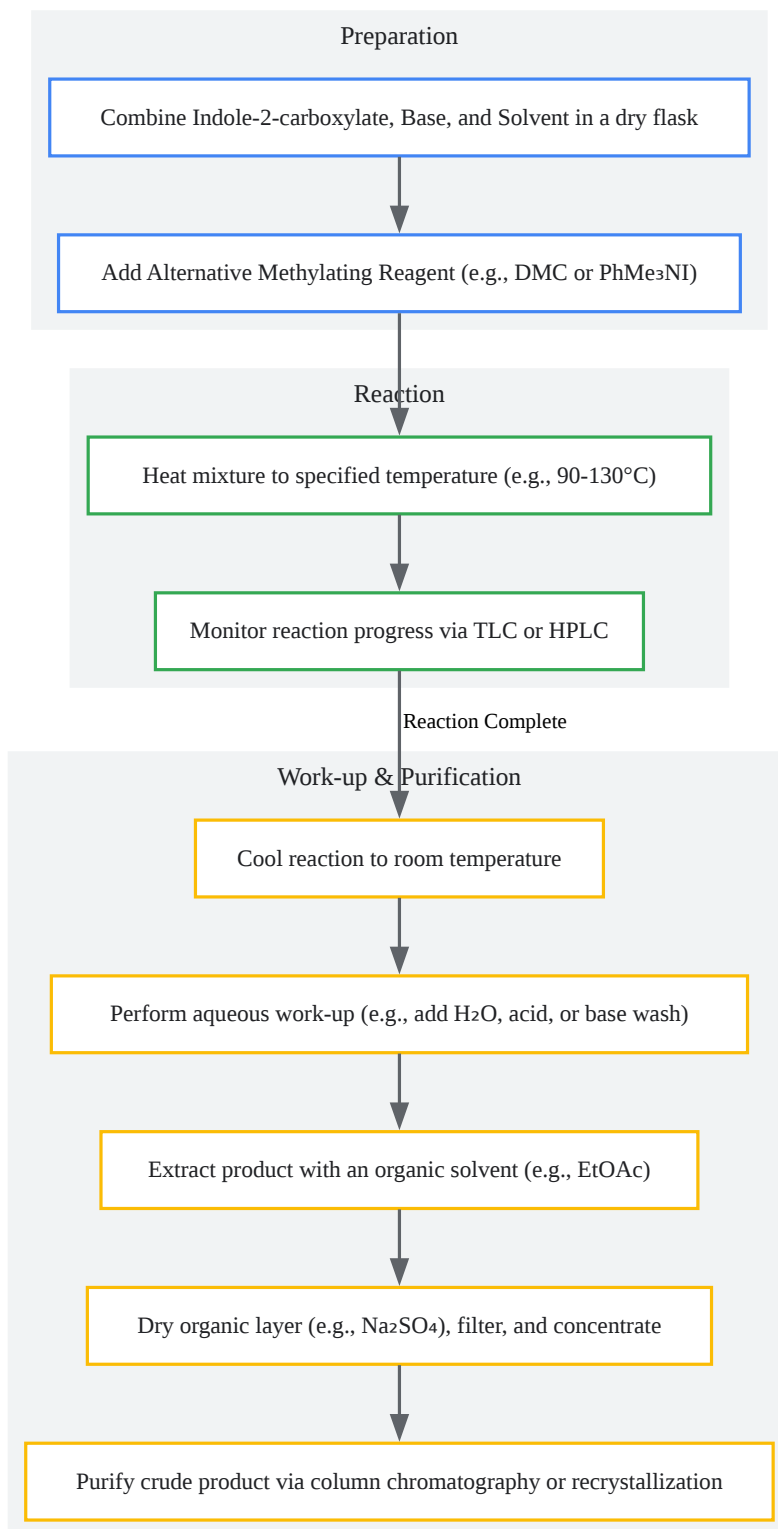 Preparation
Combine Indole-2-carboxylate, Base, and Solvent in a dry flask
Add Alternative Methylating Reagent (e.g., DMC or PhMe₃NI)
Reaction
Heat mixture to specified temperature (e.g., 90-130°C)
Monitor reaction progress via TLC or HPLC
Reaction Complete
Work-up & Purification
Cool reaction to room temperature
Perform aqueous work-up (e.g., add H₂O, acid, or base wash)
Extract product with an organic solvent (e.g., EtOAc)
Dry organic layer (e.g., Na₂SO₄), filter, and concentrate
Purify crude product via column chromatography or recrystallization